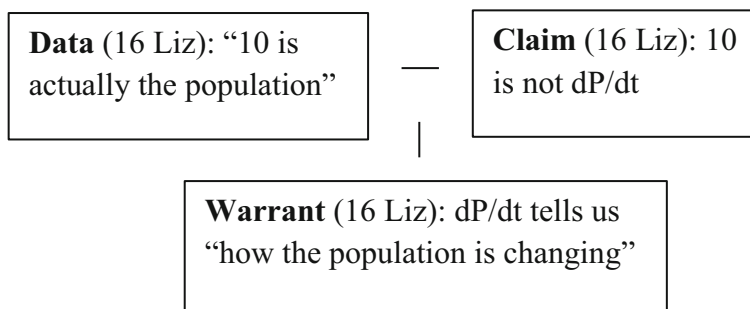 Data (16 Liz): “10 is
actually the population”
Claim (16 Liz): 10
is not dP/dt
Warrant (16 Liz): dP/dt tells us
“how the population is changing”